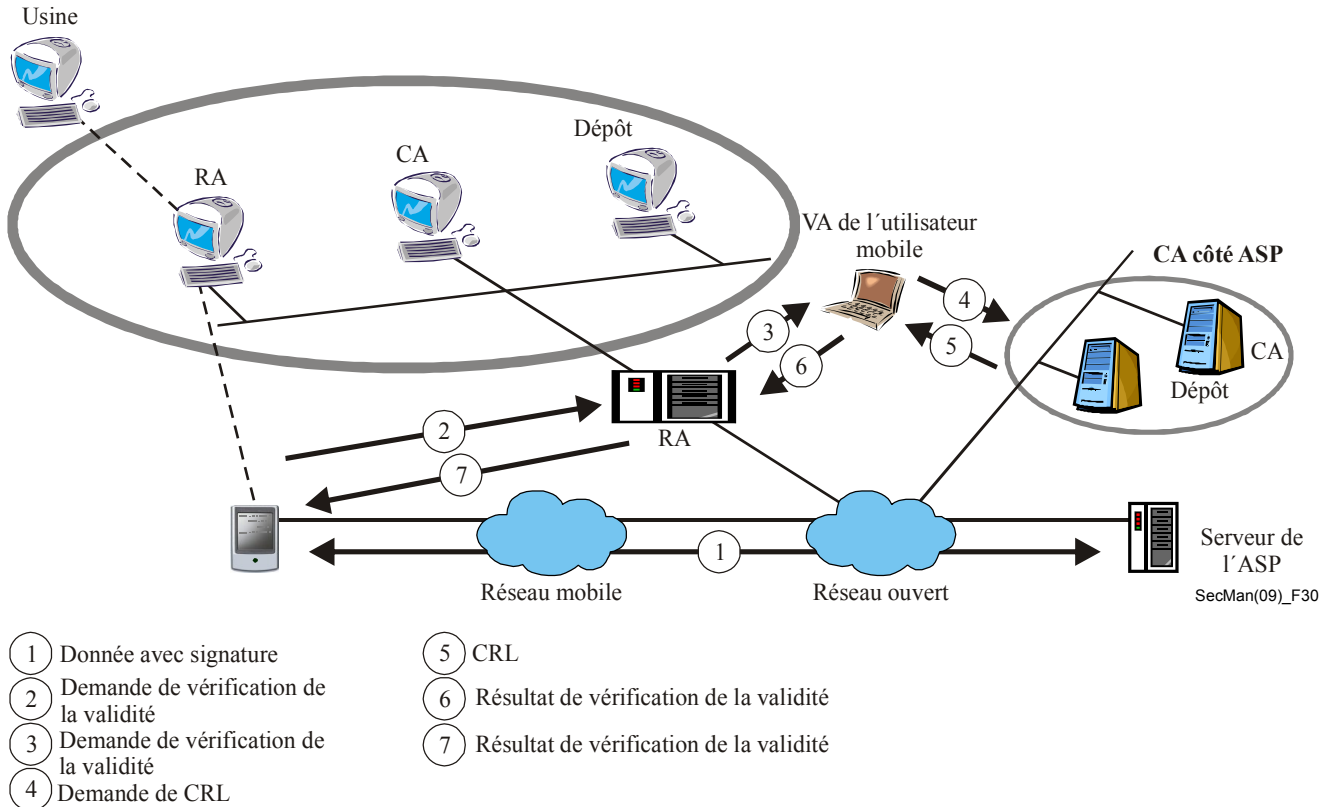 Usine
RA
CA
Dépôt
VA de l´utilisateur
mobile
CA côté ASP
3
4
5
6
CA
Dépôt
2
RA
7
1
Réseau mobile
Réseau ouvert
Serveur de
l´ASP
SecMan(09)_F30
1 Donnée avec signature
2 Demande de vérification de
la validité
3 Demande de vérification de
la validité
4 Demande de CRL
5 CRL
6 Résultat de vérification de la validité
7 Résultat de vérification de la validité